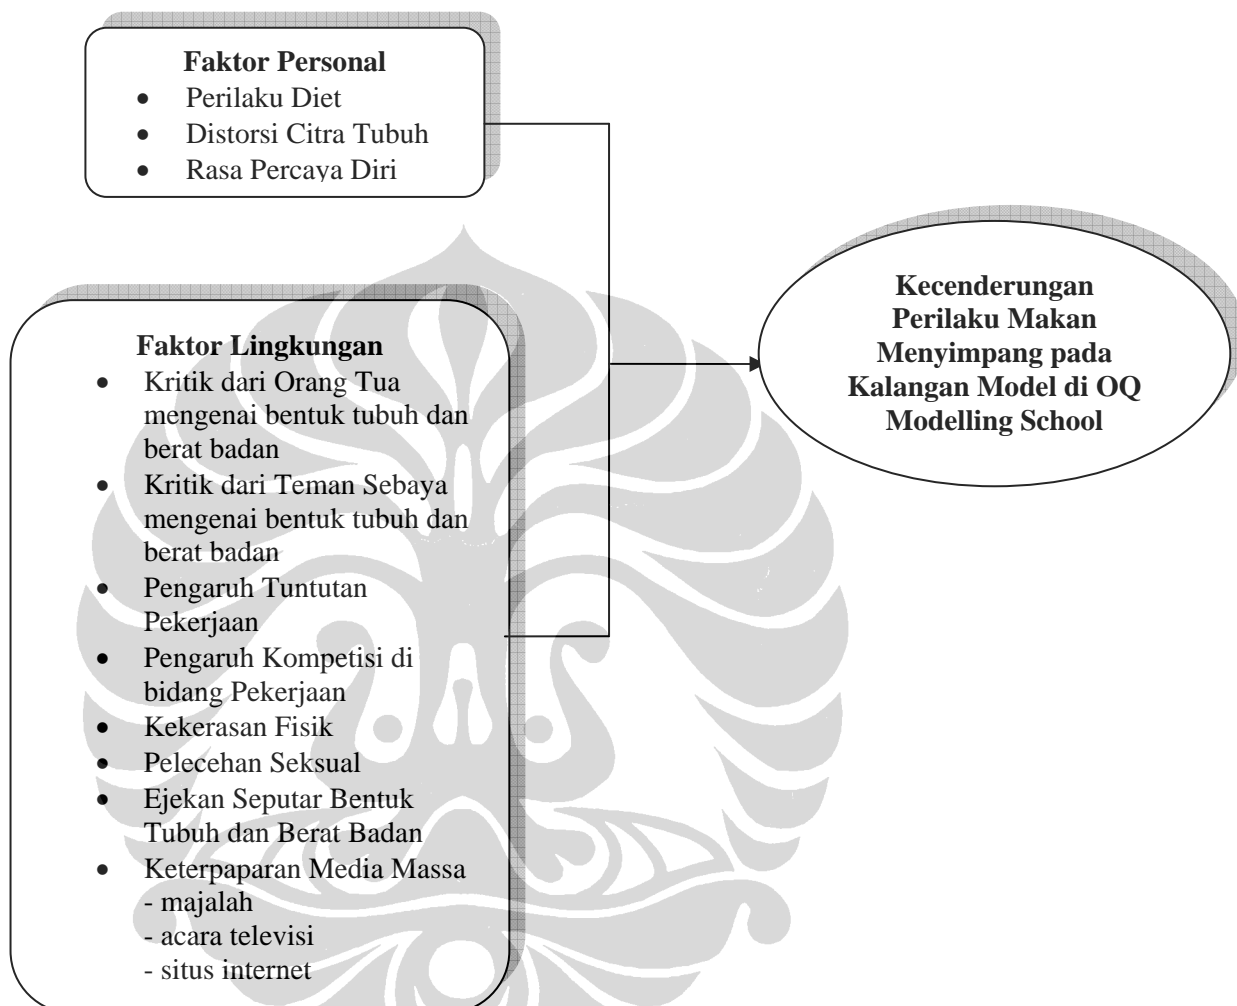 Faktor Personal
• Perilaku Diet
• Distorsi Citra Tubuh
• Rasa Percaya Diri
Faktor Lingkungan
• Kritik dari Orang Tua
mengenai bentuk tubuh dan
berat badan
• Kritik dari Teman Sebaya
mengenai bentuk tubuh dan
berat badan
• Pengaruh Tuntutan
Pekerjaan
• Pengaruh Kompetisi di
bidang Pekerjaan
• Kekerasan Fisik
• Pelecehan Seksual
• Ejekan Seputar Bentuk
Tubuh dan Berat Badan
• Keterpaparan Media Massa
- majalah
- acara televisi
- situs internet
Kecenderungan
Perilaku Makan
Menyimpang pada
Kalangan Model di OQ
Modelling School